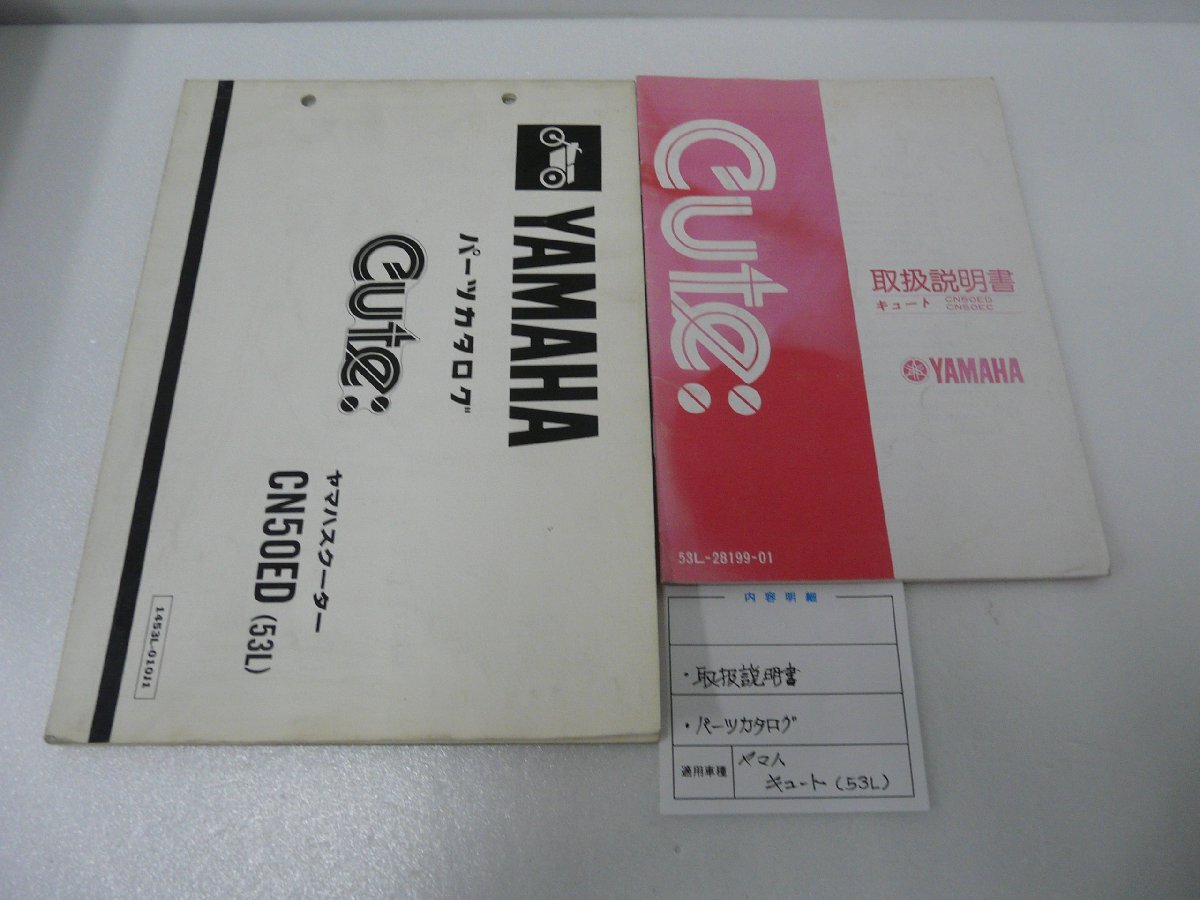 YAMAHA
パーツカタログ
Cute:
ヤマハスクーター
CN50ED (53L)
1453L-010J1
Cute:
取扱説明書
キュート CN50ED
CN50EC
YAMAHA
53L-28199-01
内容明細
・取扱説明書
・パーツカタログ
適用車種
ヤマハ
キュート(53L)